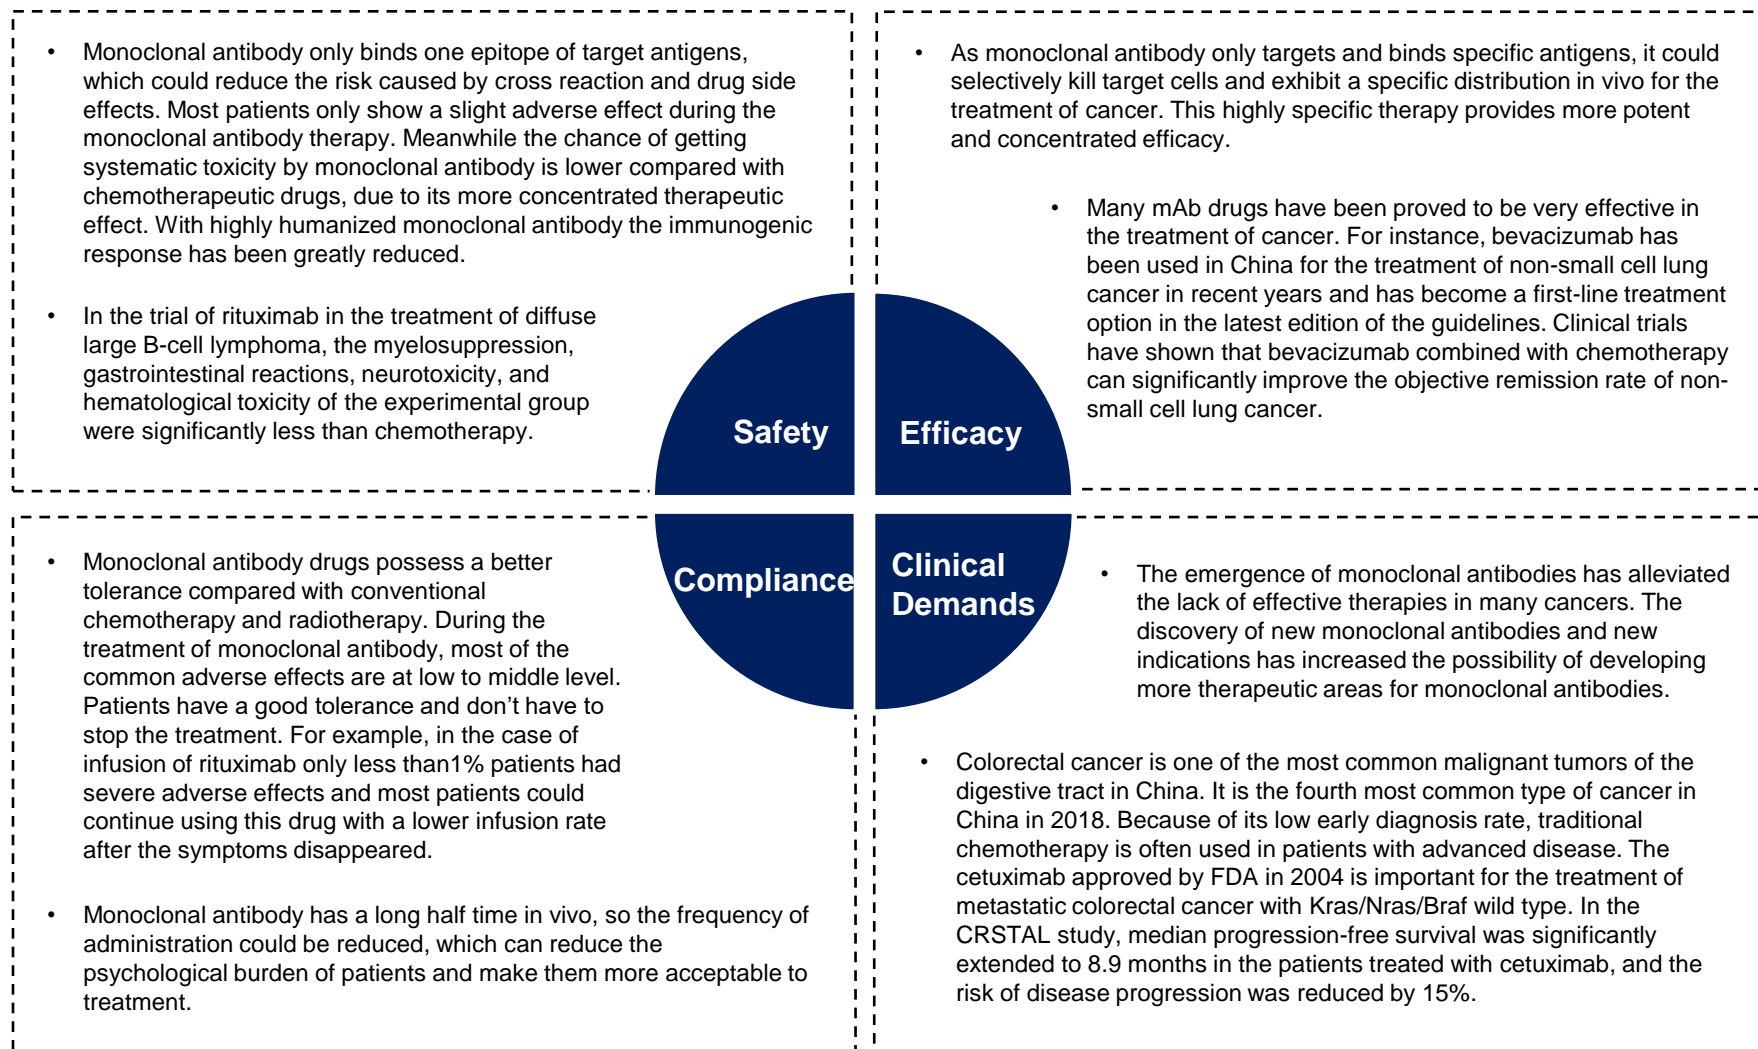 • Monoclonal antibody only binds one epitope of target antigens,
which could reduce the risk caused by cross reaction and drug side
effects. Most patients only show a slight adverse effect during the
monoclonal antibody therapy. Meanwhile the chance of getting
systematic toxicity by monoclonal antibody is lower compared with
chemotherapeutic drugs, due to its more concentrated therapeutic
effect. With highly humanized monoclonal antibody the immunogenic
response has been greatly reduced.
• In the trial of rituximab in the treatment of diffuse
large B-cell lymphoma, the myelosuppression,
gastrointestinal reactions, neurotoxicity, and
hematological toxicity of the experimental group
were significantly less than chemotherapy.
Safety
• As monoclonal antibody only targets and binds specific antigens, it could
selectively kill target cells and exhibit a specific distribution in vivo for the
treatment of cancer. This highly specific therapy provides more potent
and concentrated efficacy.
• Many mAb drugs have been proved to be very effective in
the treatment of cancer. For instance, bevacizumab has
been used in China for the treatment of non-small cell lung
cancer in recent years and has become a first-line treatment
option in the latest edition of the guidelines. Clinical trials
have shown that bevacizumab combined with chemotherapy
can significantly improve the objective remission rate of non-
small cell lung cancer.
Efficacy
• Monoclonal antibody drugs possess a better
tolerance compared with conventional
chemotherapy and radiotherapy. During the
treatment of monoclonal antibody, most of the
common adverse effects are at low to middle level.
Patients have a good tolerance and don’t have to
stop the treatment. For example, in the case of
infusion of rituximab only less than1% patients had
severe adverse effects and most patients could
continue using this drug with a lower infusion rate
after the symptoms disappeared.
• Monoclonal antibody has a long half time in vivo, so the frequency of
administration could be reduced, which can reduce the
psychological burden of patients and make them more acceptable to
treatment.
Compliance
Clinical
Demands
• The emergence of monoclonal antibodies has alleviated
the lack of effective therapies in many cancers. The
discovery of new monoclonal antibodies and new
indications has increased the possibility of developing
more therapeutic areas for monoclonal antibodies.
• Colorectal cancer is one of the most common malignant tumors of the
digestive tract in China. It is the fourth most common type of cancer in
China in 2018. Because of its low early diagnosis rate, traditional
chemotherapy is often used in patients with advanced disease. The
cetuximab approved by FDA in 2004 is important for the treatment of
metastatic colorectal cancer with Kras/Nras/Braf wild type. In the
CRSTAL study, median progression-free survival was significantly
extended to 8.9 months in the patients treated with cetuximab, and the
risk of disease progression was reduced by 15%.